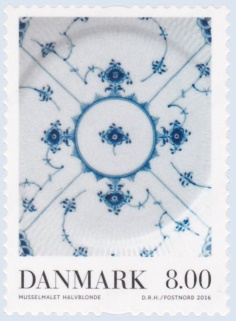 DANMARK 8.00
MUSSELMALET HALVBLONDE D.R.H./POSTNORD 2016